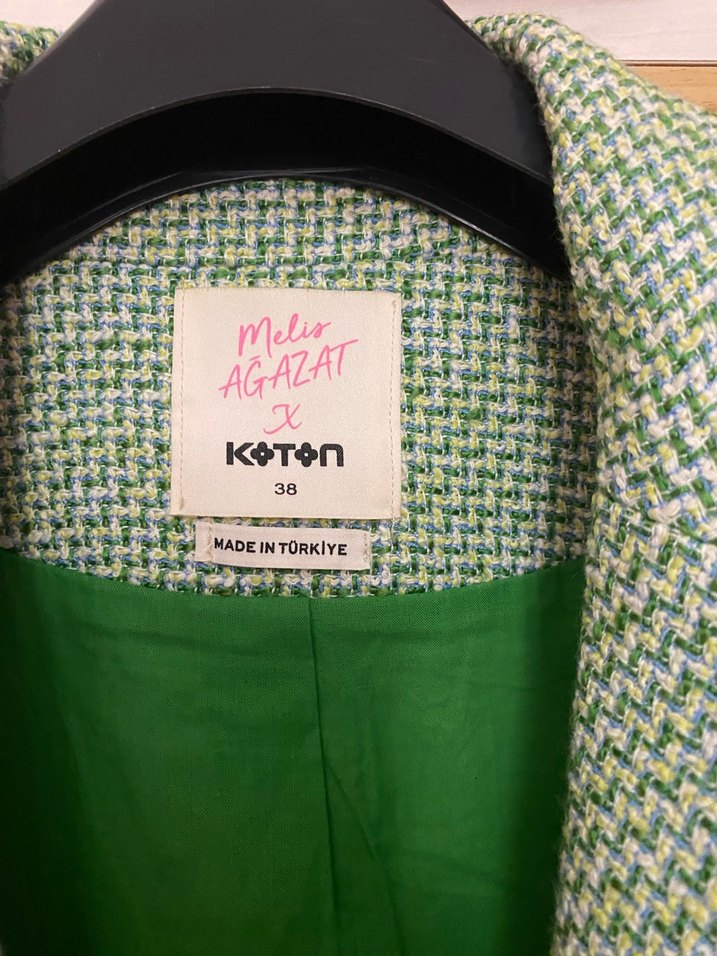 Melis
AĞAZAT
X
KOTON
38
MADE IN TÜRKİYE